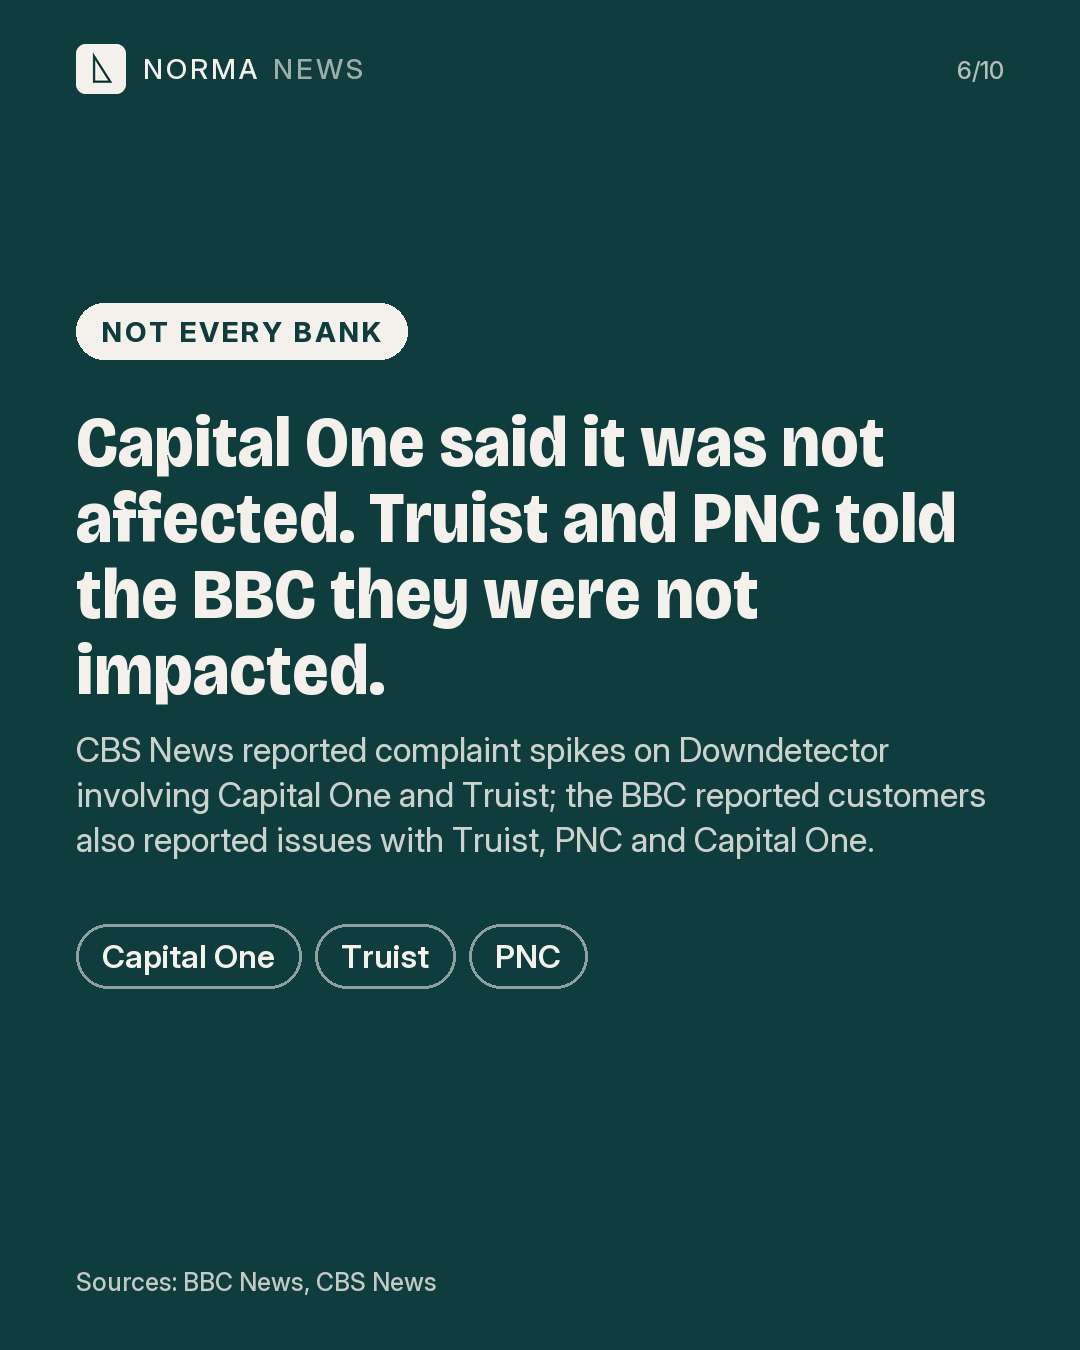 NORMA NEWS
6/10
NOT EVERY BANK
Capital One said it was not
affected. Truist and PNC told
the BBC they were not
impacted.
CBS News reported complaint spikes on Downdetector
involving Capital One and Truist; the BBC reported customers
also reported issues with Truist, PNC and Capital One.
Capital One
Truist
PNC
Sources: BBC News, CBS News